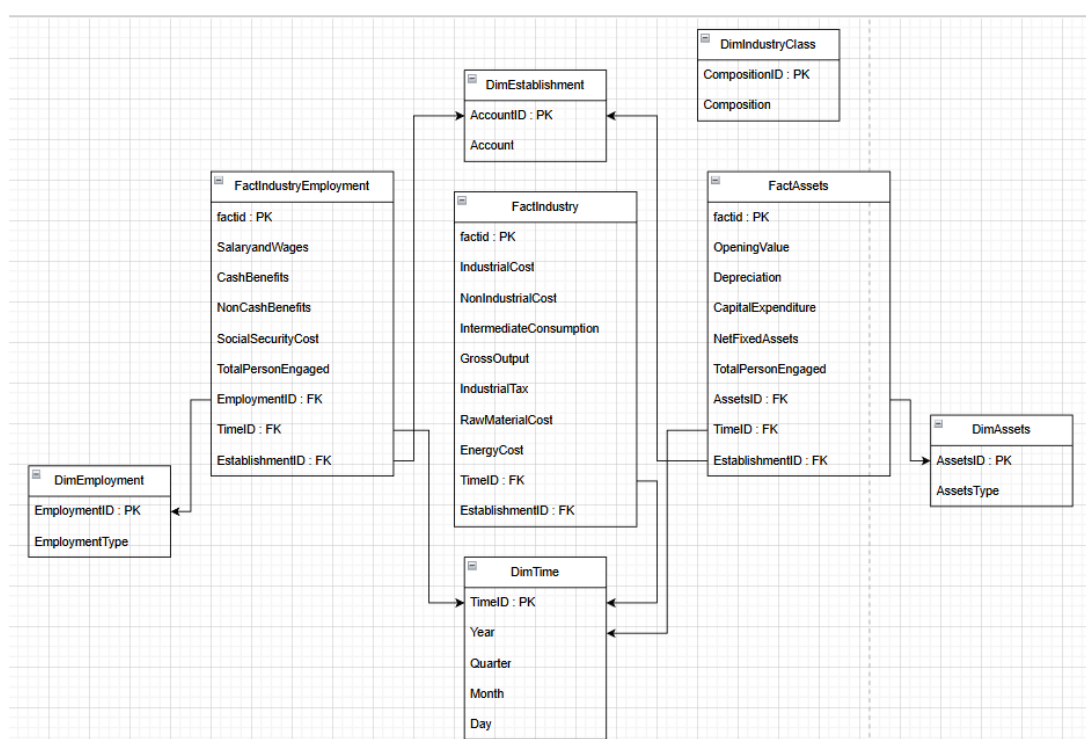 DimIndustryClass
CompositionID : PK
Composition
DimEstablishment
AccountID : PK
Account
FactIndustryEmployment
factid : PK
SalaryandWages
CashBenefits
NonCashBenefits
SocialSecurityCost
TotalPersonEngaged
EmploymentID : FK
TimeID : FK
EstablishmentID : FK
FactIndustry
factid : PK
IndustrialCost
NonIndustrialCost
IntermediateConsumption
GrossOutput
IndustrialTax
RawMaterialCost
EnergyCost
TimeID : FK
EstablishmentID : FK
FactAssets
factid : PK
OpeningValue
Depreciation
CapitalExpenditure
NetFixedAssets
TotalPersonEngaged
AssetsID : FK
TimeID : FK
EstablishmentID : FK
DimAssets
AssetsID : PK
AssetsType
DimEmployment
EmploymentID : PK
EmploymentType
DimTime
TimeID : PK
Year
Quarter
Month
Day